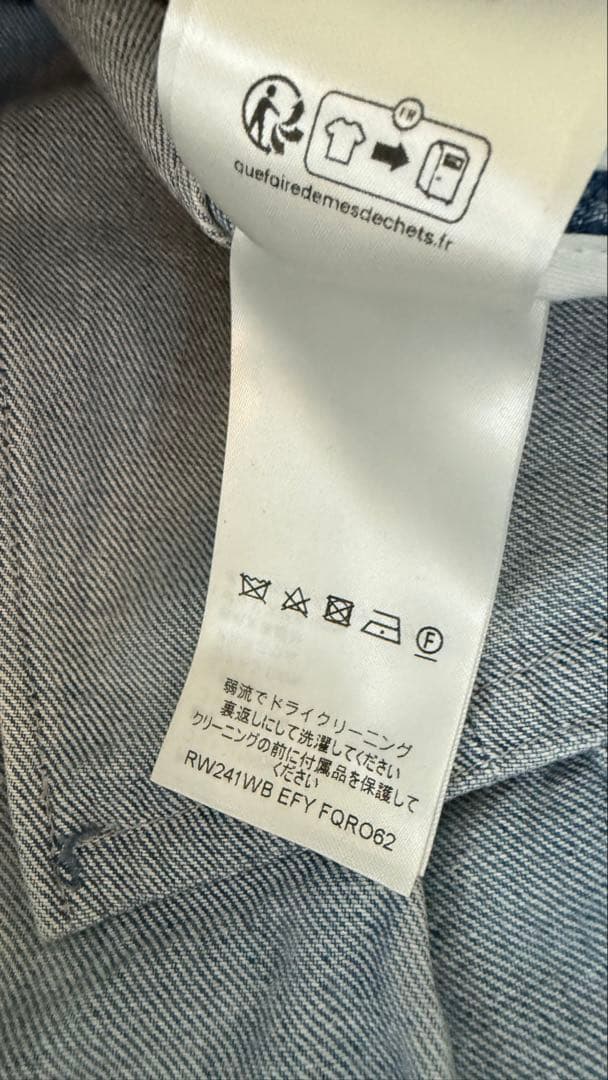 FR
quefairedemesdechets.fr
F
弱流でドライクリーニング
裏返しにして洗濯してください
クリーニングの前に付属品を保護して
ください
RW241WB EFY FQRO62